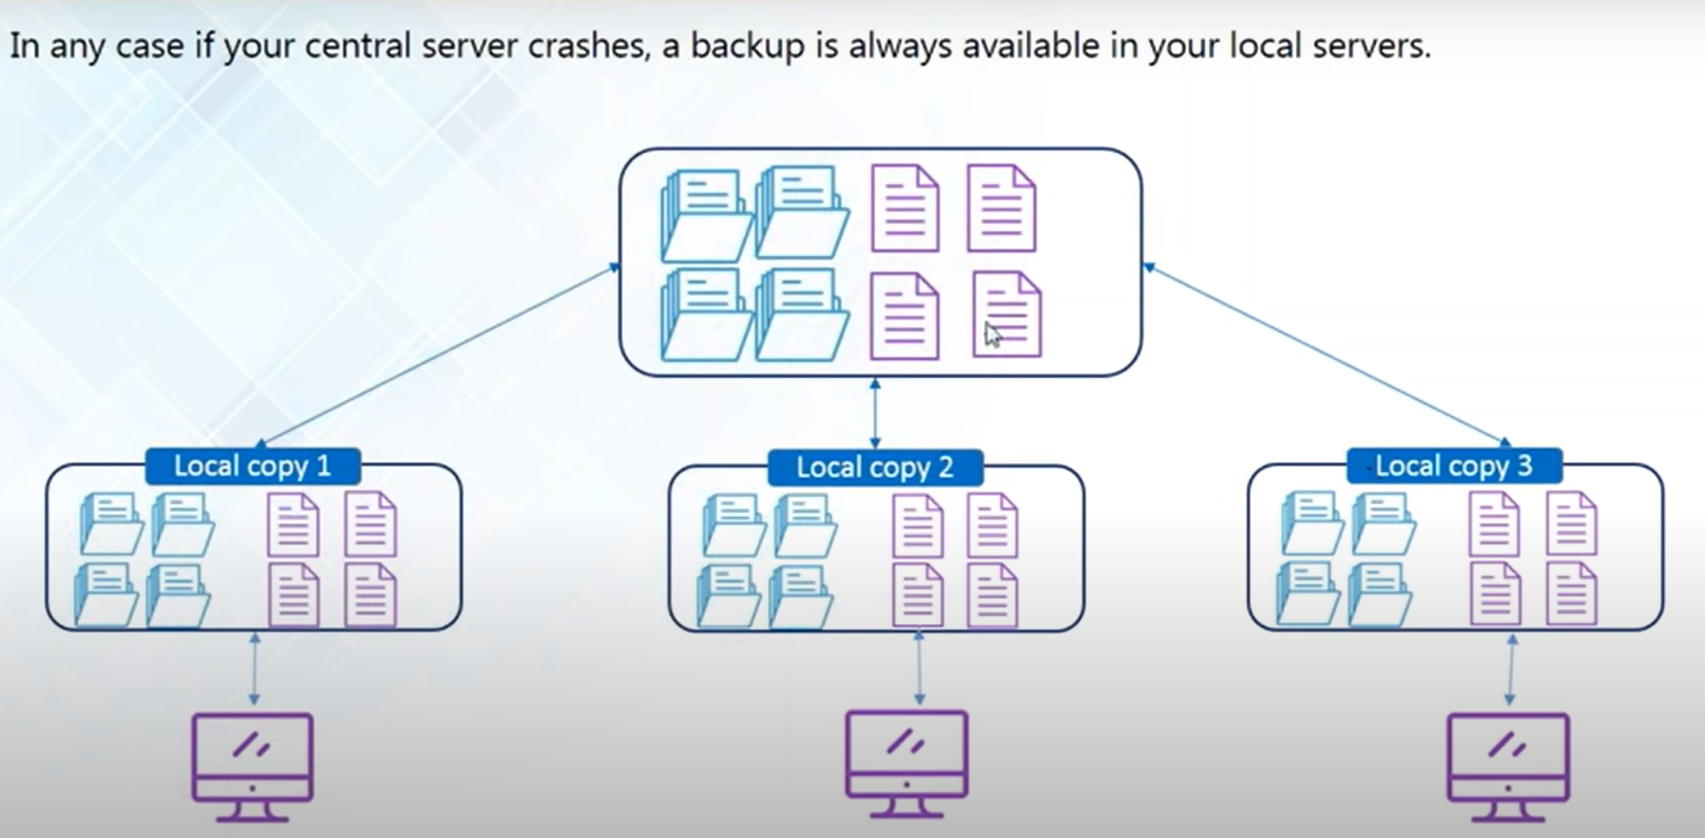 In any case if your central server crashes, a backup is always available in your local servers.
Local copy 1
Local copy 2
Local copy 3